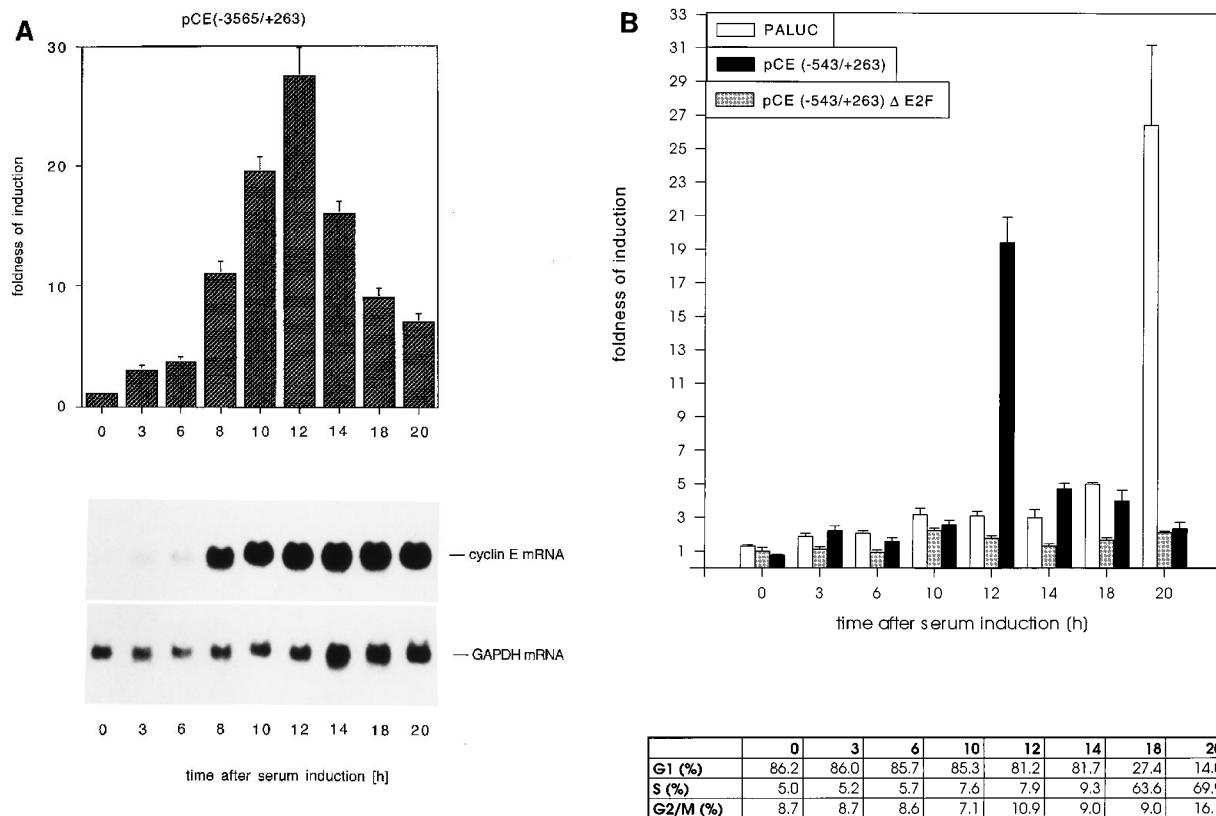 A
pCE(-3565/+263)
30
20
10
0
foldness of induction
0 3 6 8 10 12 14 18 20
cyclin E mRNA
GAPDH mRNA
0 3 6 8 10 12 14 18 20
time after serum induction [h]
B
PALUC
pCE (-543/+263)
pCE (-543/+263) Δ E2F
33
31
29
27
25
23
21
19
17
15
13
11
9
7
5
3
1
foldness of induction
0 3 6 10 12 14 18 20
time after serum induction (h)
0 3 6 10 12 14 18
G1 (%) 86.2 86.0 85.7 85.3 81.2 81.7 27.4
S (%) 5.0 5.2 5.7 7.6 7.9 9.3 63.6
G2/M (%) 8.7 8.7 8.6 7.1 10.9 9.0 9.0